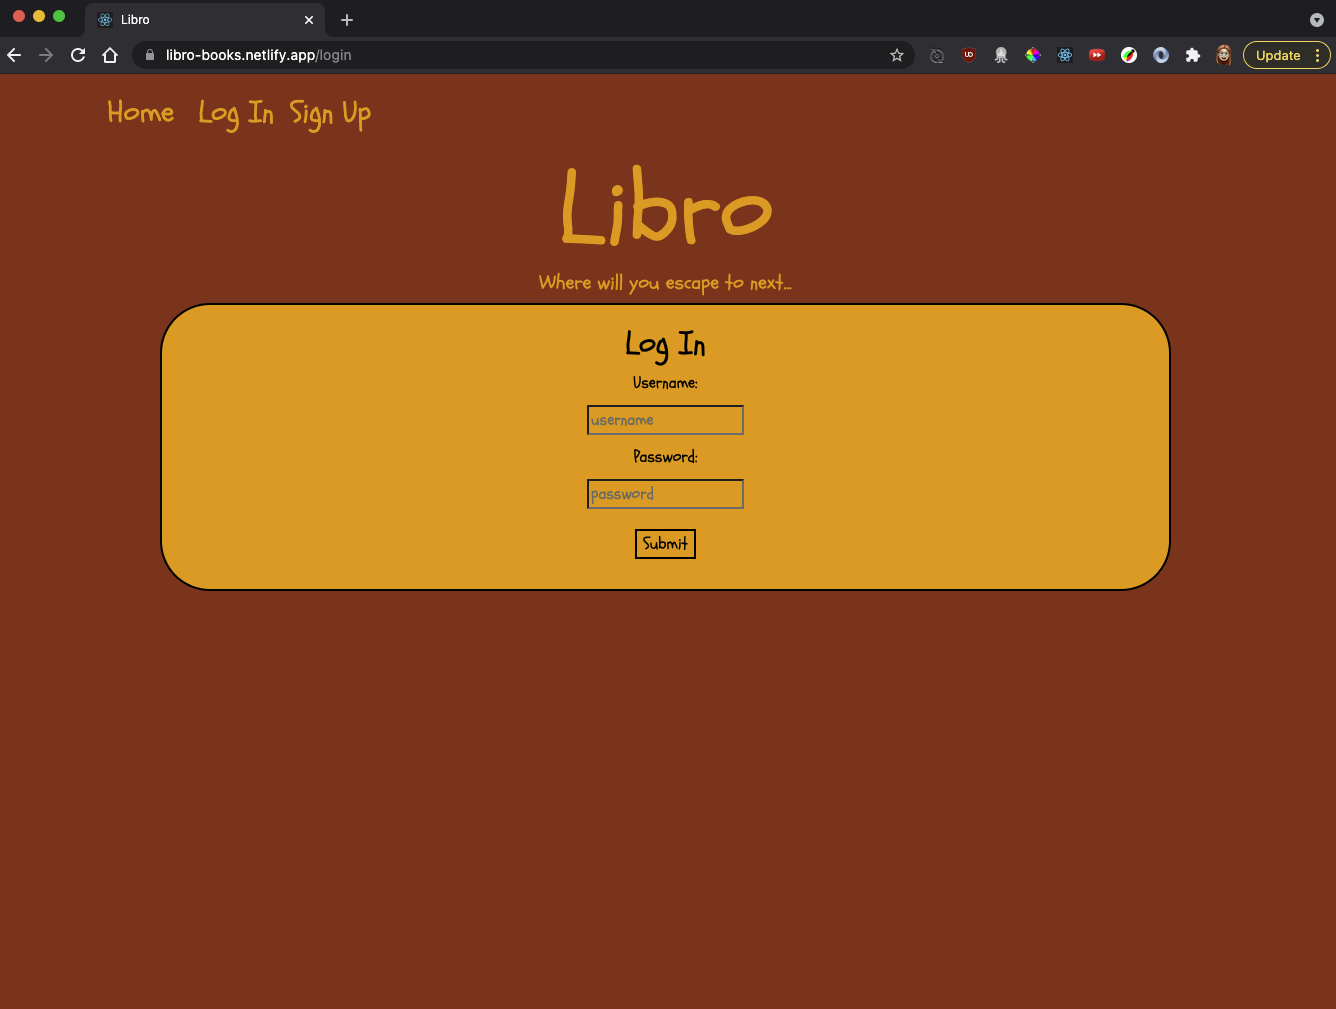 Libro
libro-books.netlify.app/login
UO
Update
Home Log In Sign Up
Libro
Where will you escape to next...
Log In
Username:
username
Password:
password
Submit